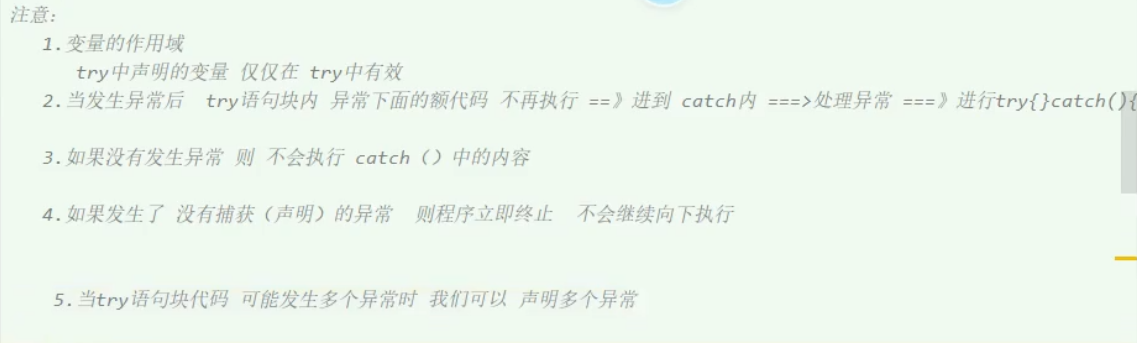 注意:
1.变量的作用域
try中声明的变量 仅仅在 try中有效
2.当发生异常后 try语句块内 异常下面的额代码 不再执行 ==》进到 catch内 ===>处理异常 ===》进行try{}catch(){
3.如果没有发生异常 则 不会执行 catch（）中的内容
4.如果发生了 没有捕获（声明）的异常 则程序立即终止 不会继续向下执行
5.当try语句块代码 可能发生多个异常时 我们可以 声明多个异常